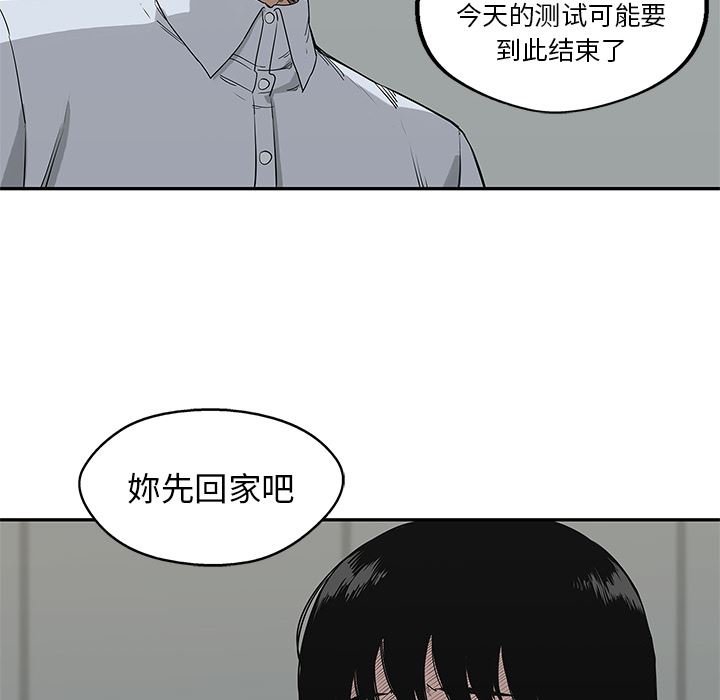 今天的测试可能要
到此结束了
妳先回家吧